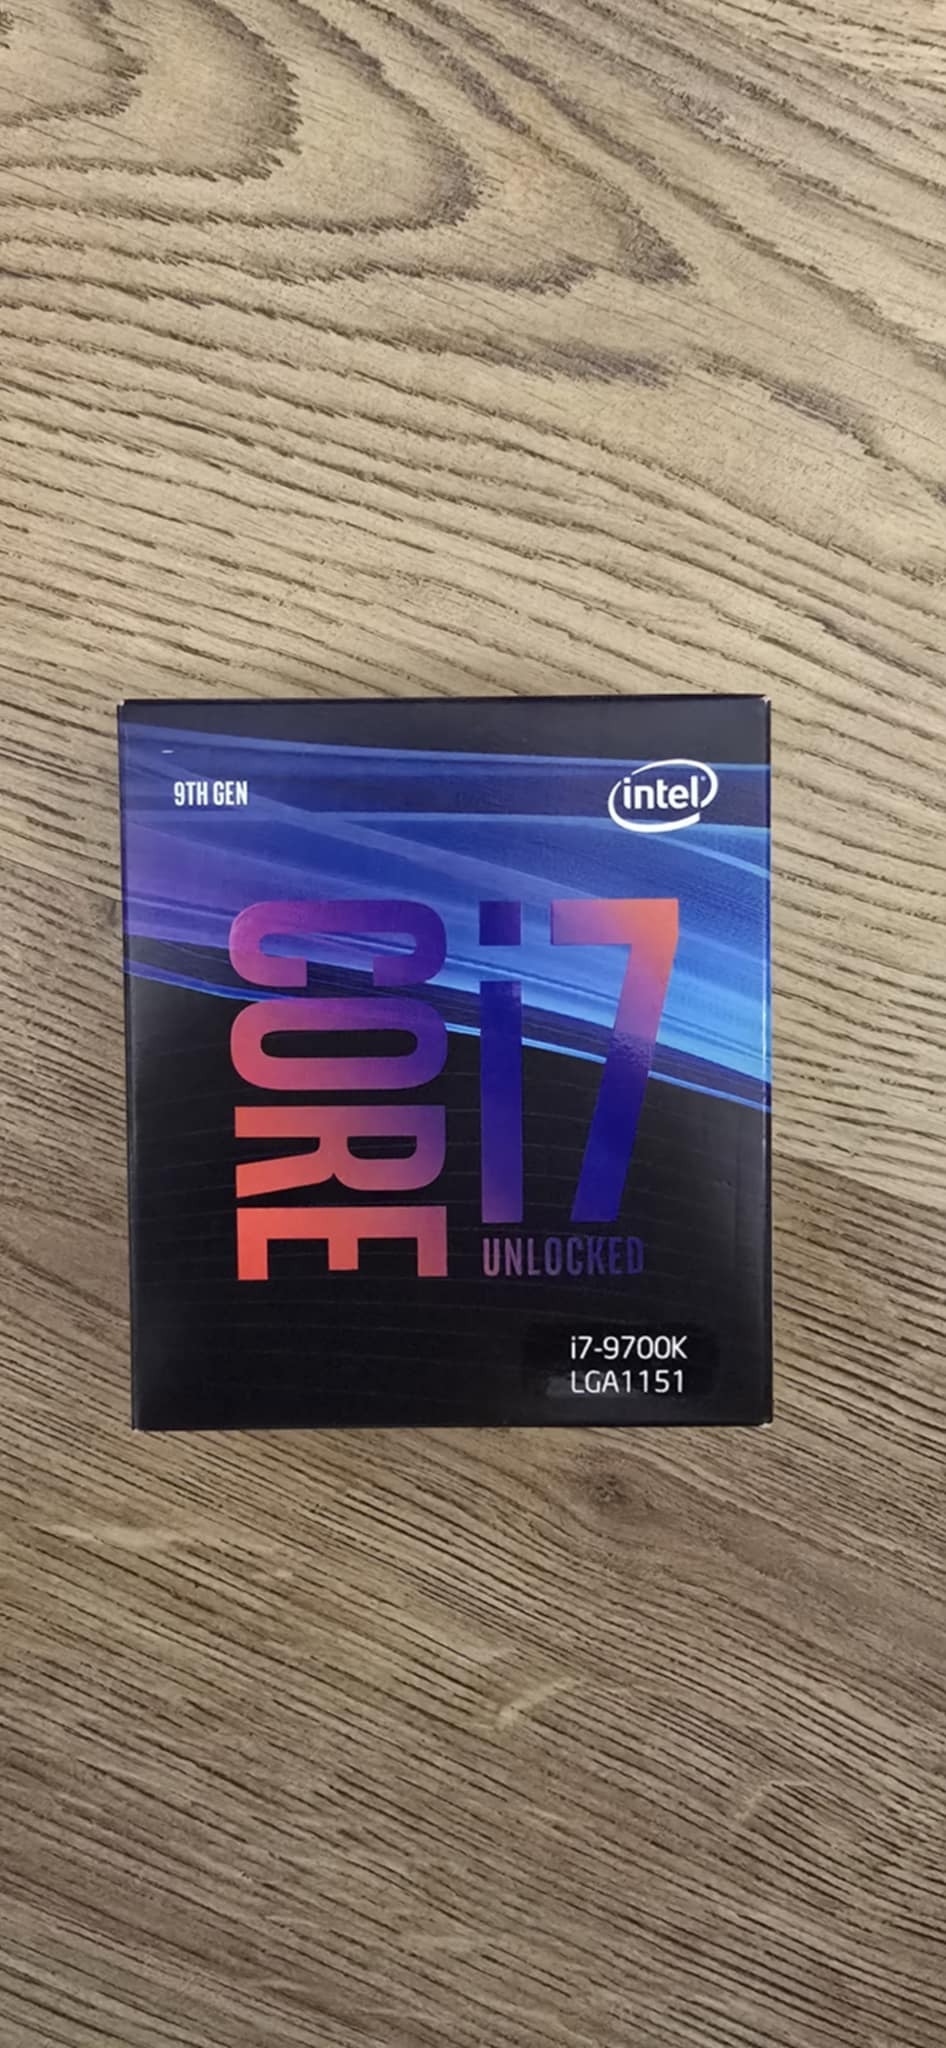 9TH GEN
intel
CORE
i7
UNLOCKED
i7-9700K
LGA1151